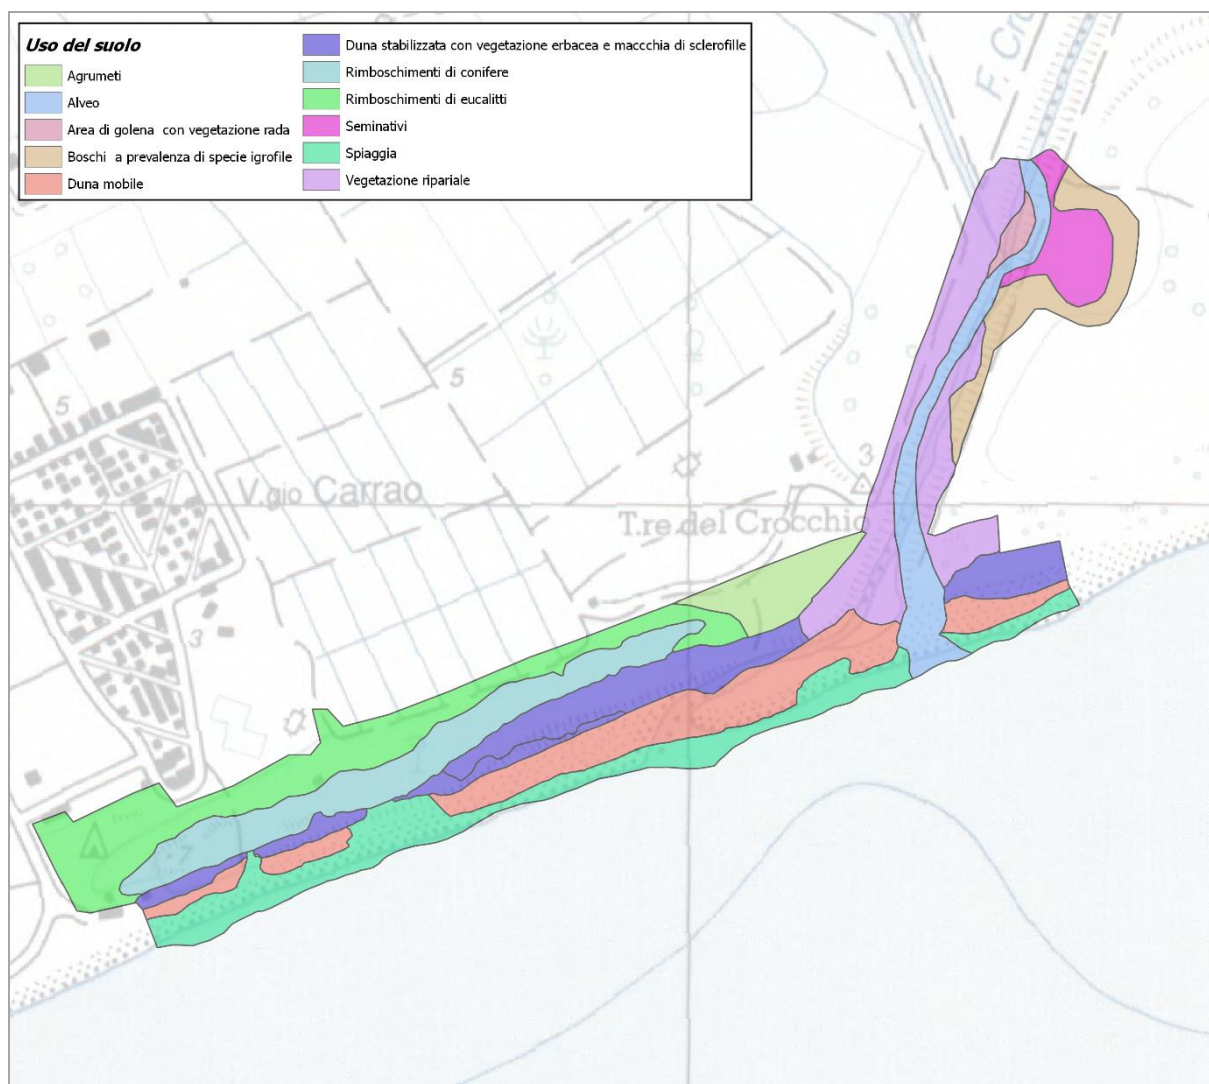 Uso del suolo
Agrumeti
Alveo
Area di golena con vegetazione rada
Boschi a prevalenza di specie igrofile
Duna mobile
Duna stabilizzata con vegetazione erbacea e maccchia di sclerofille
Rimboschimenti di conifere
Rimboschimenti di eucalitti
Seminativi
Spiaggia
Vegetazione ripariale
F. Cro
5
5
3
V.gio Carrao
T.re del Crocchio
3
7